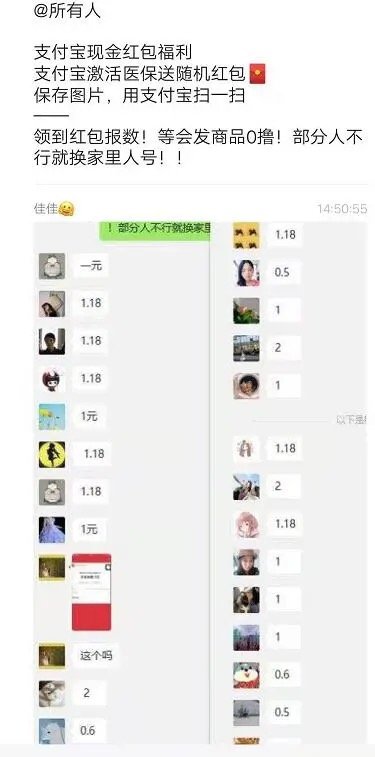 @所有人
支付宝现金红包福利
支付宝激活医保送随机红包🧧
保存图片，用支付宝扫一扫
——
领到红包报数！等会发商品0撸！部分人不
行就换家里人号！！
佳佳🤗
14:50:55
！部分人不行就换家里
一元
1.18
1.18
1.18
1元
1.18
1.18
1元
这个吗
2
0.6
1.18
0.5
1
2
1
以下是
1.18
2
1.18
1
1
1
0.6
0.5